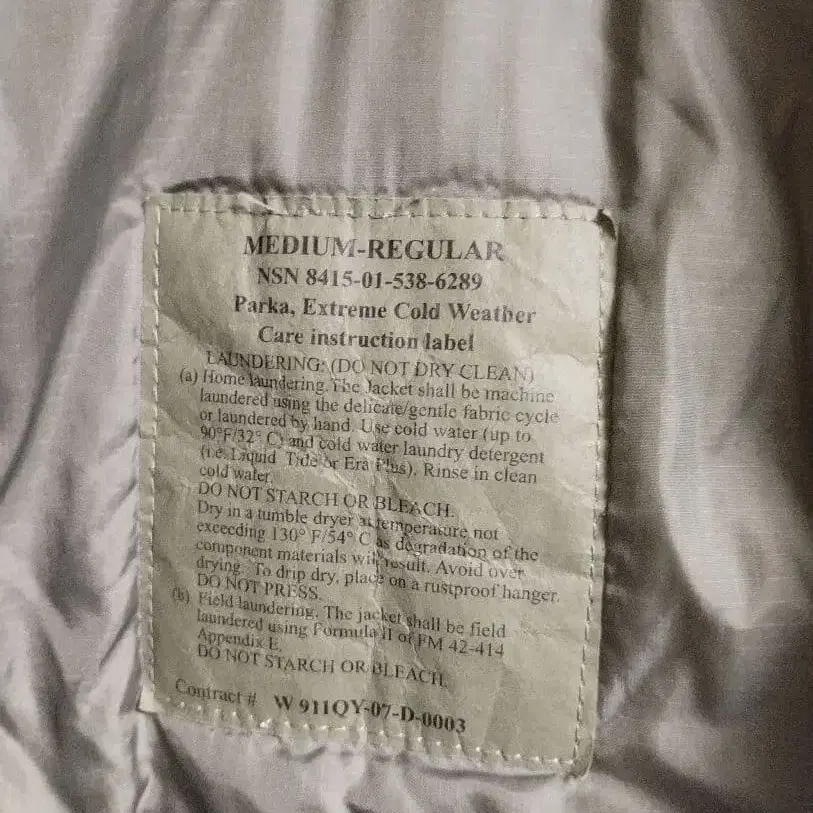 MEDIUM-REGULAR
NSN 8415-01-538-6289
Parka, Extreme Cold Weather
Care instruction label
LAUNDERING: (DO NOT DRY CLEAN)
(a) Home laundering. The Jacket shall be machine
laundered using the delicate/gentle fabric cycle
or laundered by hand. Use cold water (up to
90°F/32° C) and cold water laundry detergent
(i.e. Liquid Tide or Era Plus). Rinse in clean
cold water.
DO NOT STARCH OR BLEACH.
Dry in a tumble dryer at temperature not
exceeding 130° F/54° C as degradation of the
component materials will result. Avoid over
drying. To drip dry, place on a rustproof hanger.
DO NOT PRESS.
(b) Field laundering. The jacket shall be field
laundered using Formula II of FM 42-414
Appendix E.
DO NOT STARCH OR BLEACH.
Contract # W911QY-07-D-0003